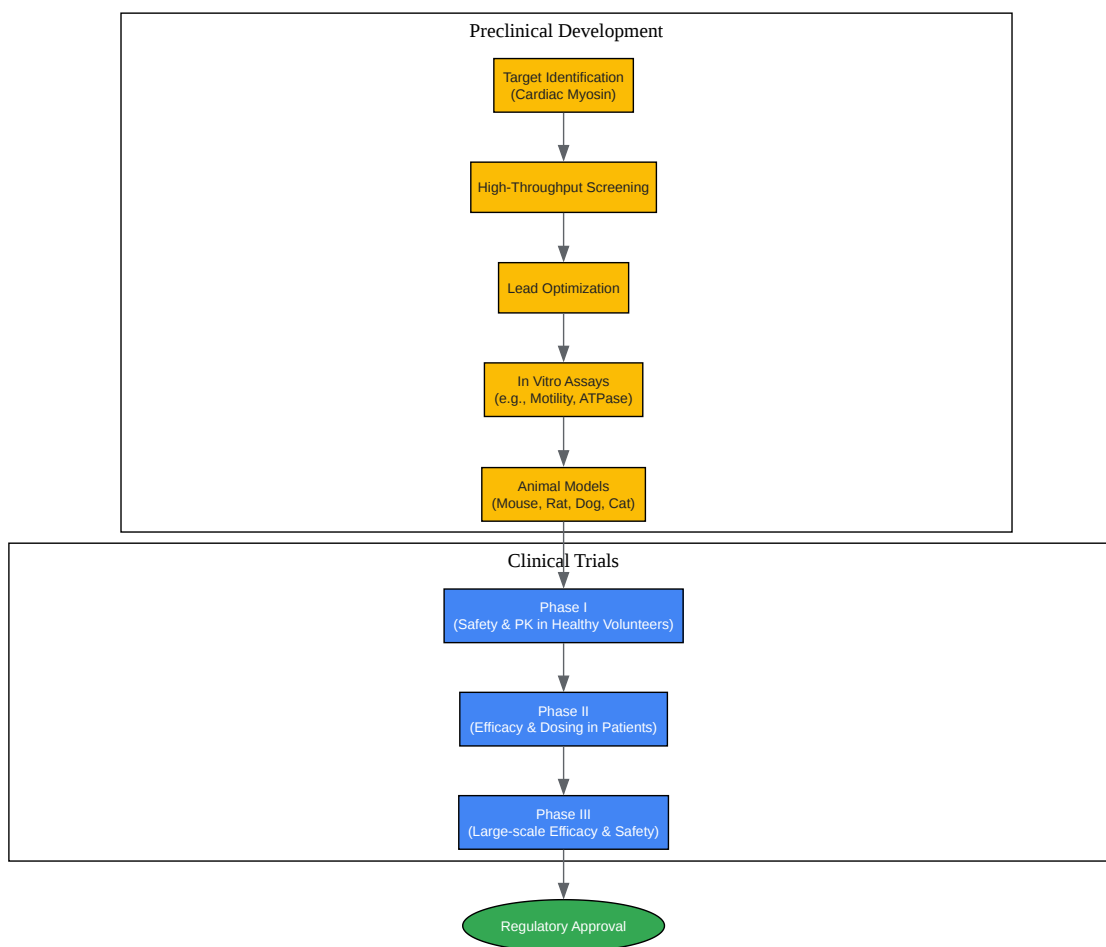 Preclinical Development
Target Identification
(Cardiac Myosin)
High-Throughput Screening
Lead Optimization
In Vitro Assays
(e.g., Motility, ATPase)
Animal Models
(Mouse, Rat, Dog, Cat)
Clinical Trials
Phase I
(Safety & PK in Healthy Volunteers)
Phase II
(Efficacy & Dosing in Patients)
Phase III
(Large-scale Efficacy & Safety)
Regulatory Approval